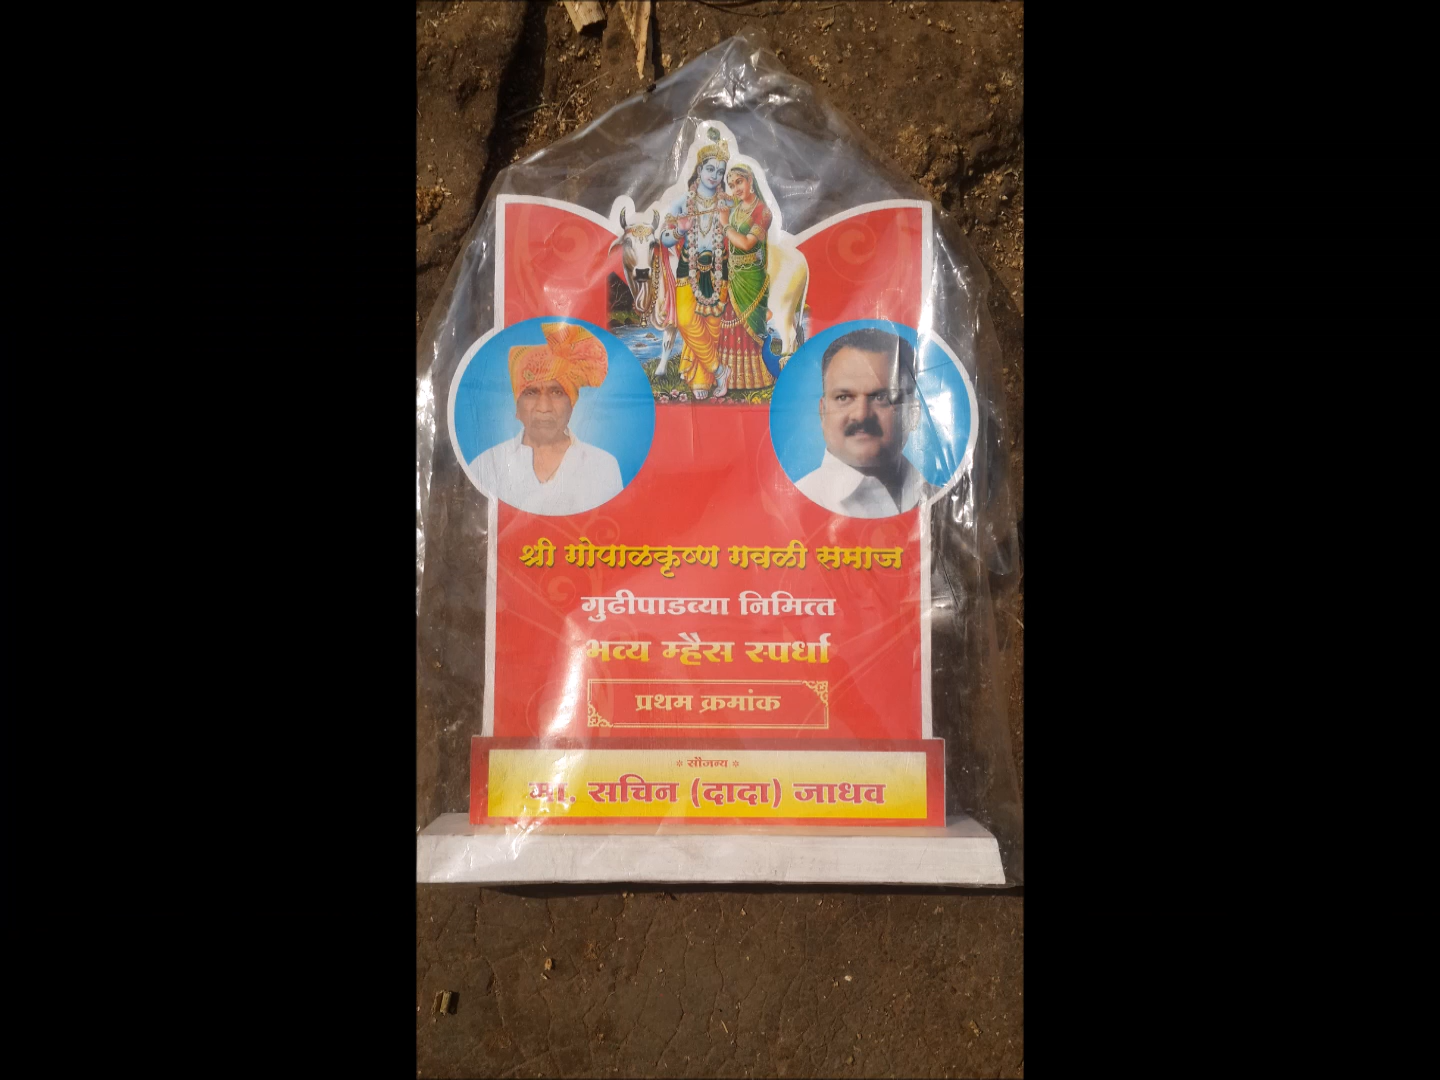 श्री गोपाळकृष्ण गवळी समाज
गुढीपाडव्या निमित्त
भव्य म्हैस स्पर्धा
प्रथम क्रमांक
* सौजन्य *
मा. सचिन (दादा) जाधव